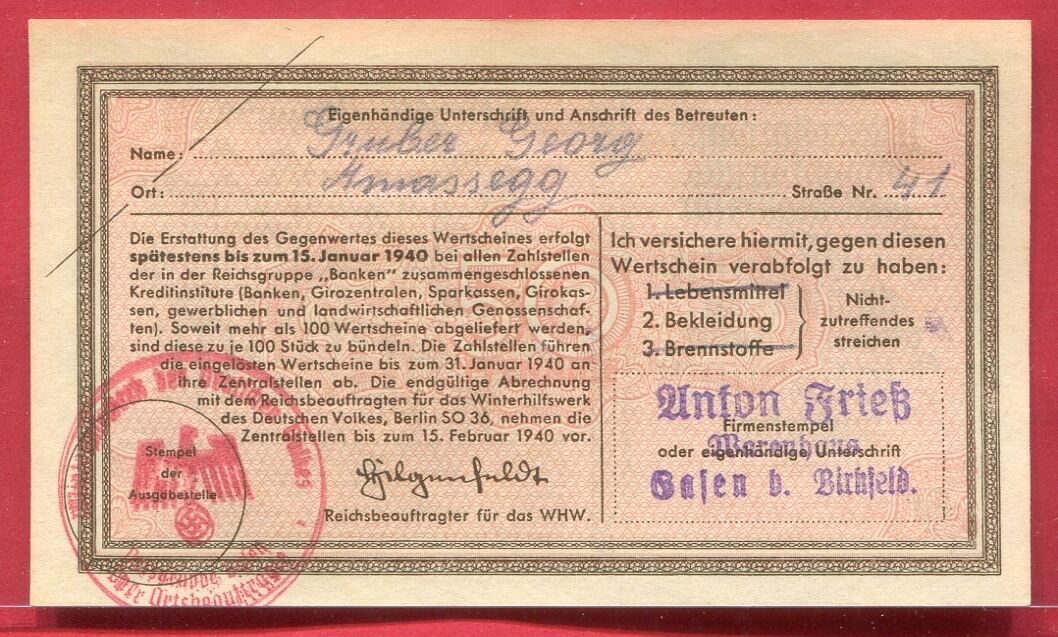 Eigenhändige Unterschrift und Anschrift des Betreuten:
Name: Gruber Georg
Ort: Amassegg Straße Nr. 41
Die Erstattung des Gegenwertes dieses Wertscheines erfolgt
spätestens bis zum 15. Januar 1940 bei allen Zahlstellen
der in der Reichsgruppe „Banken" zusammengeschlossenen
Kreditinstitute (Banken, Girozentralen, Sparkassen, Girokas-
sen, gewerblichen und landwirtschaftlichen Genossenschaf-
ten). Soweit mehr als 100 Wertscheine abgeliefert werden,
sind diese zu je 100 Stück zu bündeln. Die Zahlstellen führen
die eingelösten Wertscheine bis zum 31. Januar 1940 an
ihre Zentralstellen ab. Die endgültige Abrechnung
mit dem Reichsbeauftragten für das Winterhilfswerk
des Deutschen Volkes, Berlin SO 36, nehmen die
Zentralstellen bis zum 15. Februar 1940 vor.
Hilgenfeldt
Reichsbeauftragter für das WHW.
Stempel
der
Ausgabestelle
Der Ortsbeauftragte
Ich versichere hiermit, gegen diesen
Wertschein verabfolgt zu haben:
1. Lebensmittel
2. Bekleidung
3. Brennstoffe
Nicht-
zutreffendes
streichen
Anton Frieß
Firmenstempel
Warenhaus
oder eigenhändige Unterschrift
Gasen b. Birkfeld.